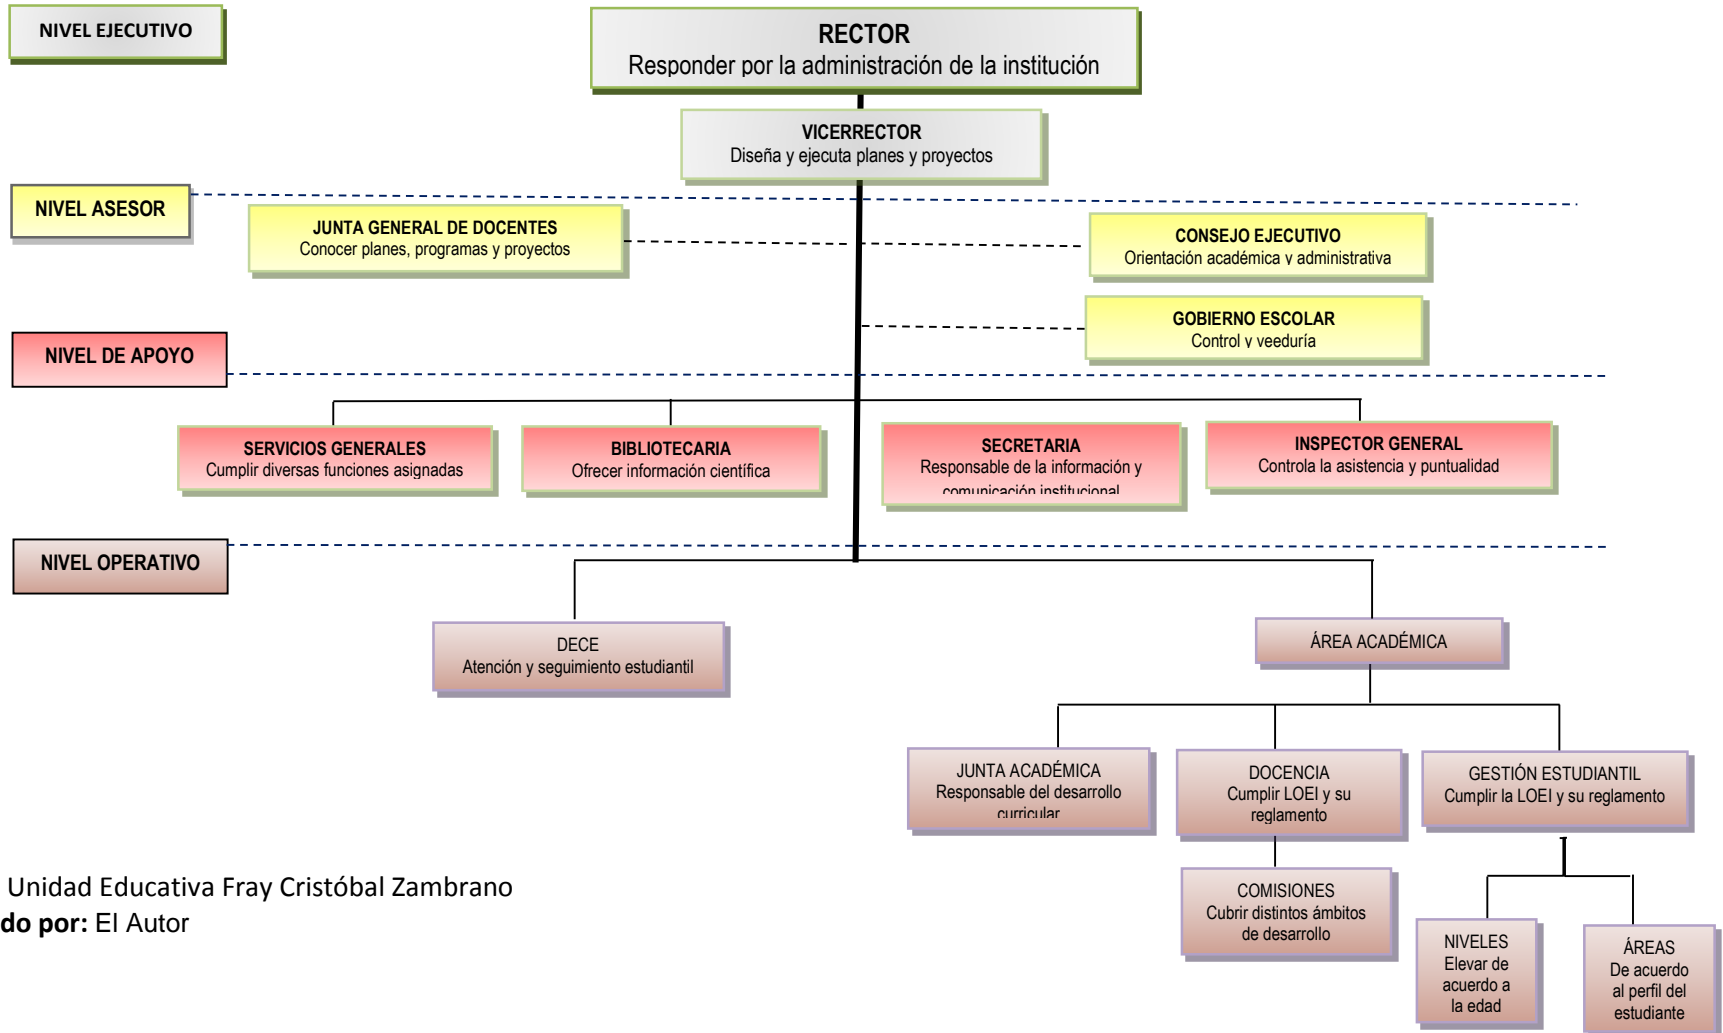 NIVEL EJECUTIVO
RECTOR
Responder por la administración de la institución
VICERRECTOR
Diseña y ejecuta planes y proyectos
NIVEL ASESOR
JUNTA GENERAL DE DOCENTES
Conocer planes, programas y proyectos
CONSEJO EJECUTIVO
Orientación académica y administrativa
GOBIERNO ESCOLAR
Control y veeduría
NIVEL DE APOYO
SERVICIOS GENERALES
Cumplir diversas funciones asignadas
BIBLIOTECARIA
Ofrecer información científica
SECRETARIA
Responsable de la información y
comunicación institucional
INSPECTOR GENERAL
Controla la asistencia y puntualidad
NIVEL OPERATIVO
DECE
Atención y seguimiento estudiantil
ÁREA ACADÉMICA
JUNTA ACADÉMICA
Responsable del desarrollo
curricular
DOCENCIA
Cumplir LOEI y su
reglamento
GESTIÓN ESTUDIANTIL
Cumplir la LOEI y su reglamento
COMISIONES
Cubrir distintos ámbitos
de desarrollo
NIVELES
Elevar de
acuerdo a
la edad
ÁREAS
De acuerdo
al perfil del
estudiante
Unidad Educativa Fray Cristóbal Zambrano
do por: El Autor